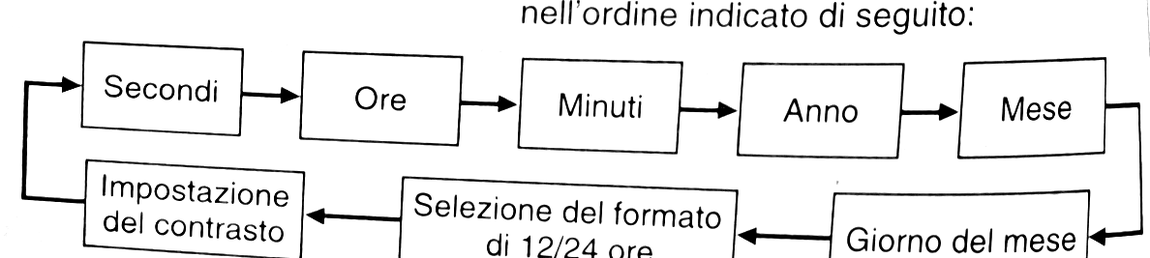 nell'ordine indicato di seguito:
Secondi
Ore
Minuti
Anno
Mese
Giorno del mese
Selezione del formato
di 12/24 ore
Impostazione
del contrasto